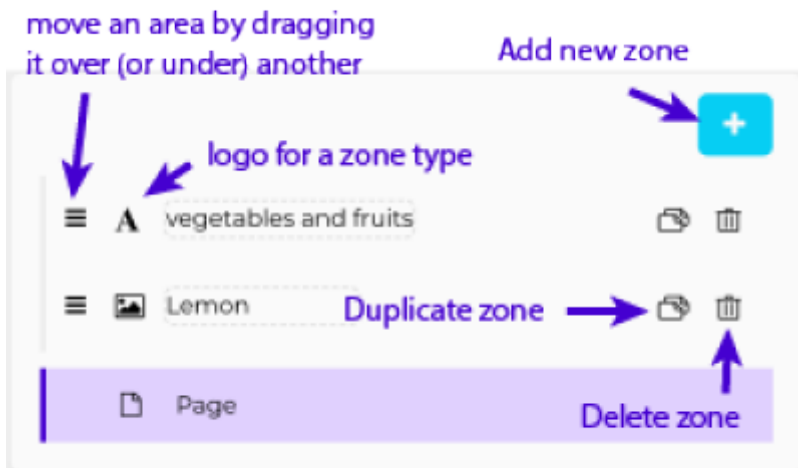 move an area by dragging
it over (or under) another
Add new zone
+
logo for a zone type
A vegetables and fruits
Lemon
Duplicate zone
Page
Delete zone